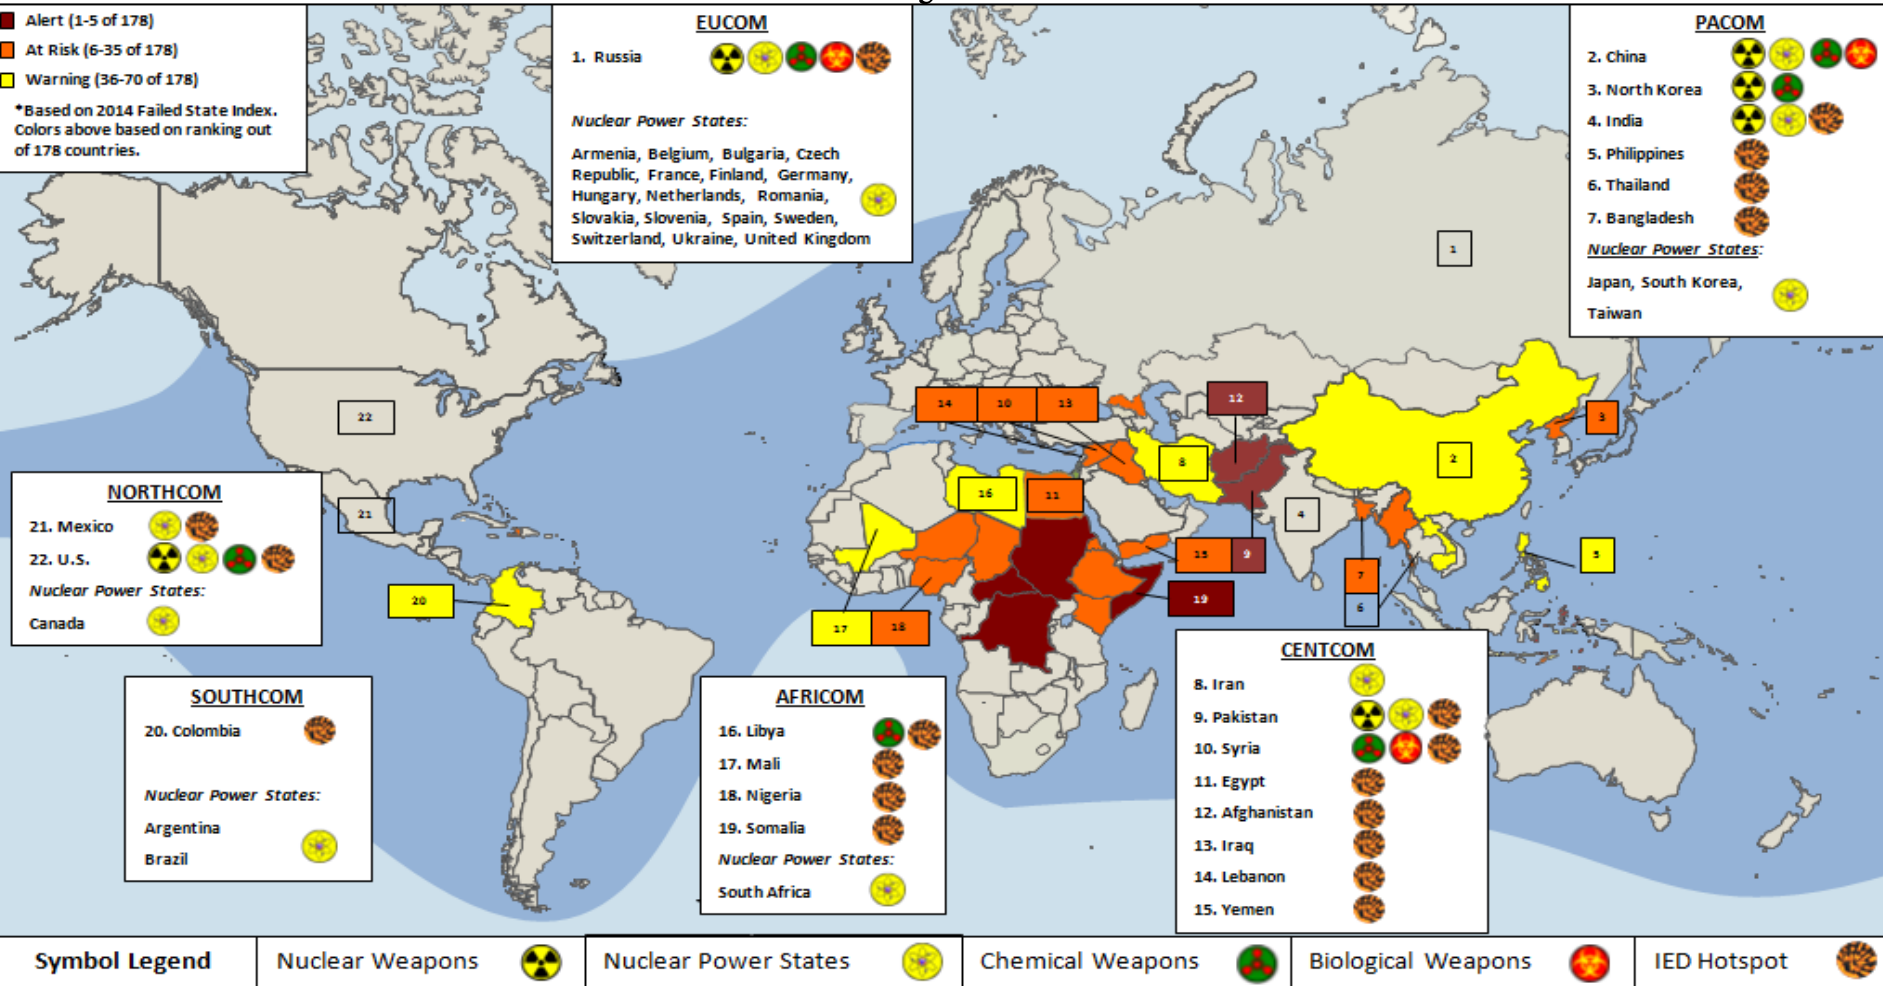 Alert (1-5 of 178)
At Risk (6-35 of 178)
Warning (36-70 of 178)
*Based on 2014 Failed State Index.
Colors above based on ranking out
of 178 countries.
EUCOM
1. Russia
Nuclear Power States:
Armenia, Belgium, Bulgaria, Czech
Republic, France, Finland, Germany,
Hungary, Netherlands, Romania,
Slovakia, Slovenia, Spain, Sweden,
Switzerland, Ukraine, United Kingdom
PACOM
2. China
3. North Korea
4. India
5. Philippines
6. Thailand
7. Bangladesh
Nuclear Power States:
Japan, South Korea,
Taiwan
1
14 10 13
12
22
3
2
8
16
11
21
4
15 9
5
7
6
20
19
17 18
NORTHCOM
21. Mexico
22. U.S.
Nuclear Power States:
Canada
SOUTHCOM
20. Colombia
Nuclear Power States:
Argentina
Brazil
AFRICOM
16. Libya
17. Mali
18. Nigeria
19. Somalia
Nuclear Power States:
South Africa
CENTCOM
8. Iran
9. Pakistan
10. Syria
11. Egypt
12. Afghanistan
13. Iraq
14. Lebanon
15. Yemen
Symbol Legend
Nuclear Weapons
Nuclear Power States
Chemical Weapons
Biological Weapons
IED Hotspot